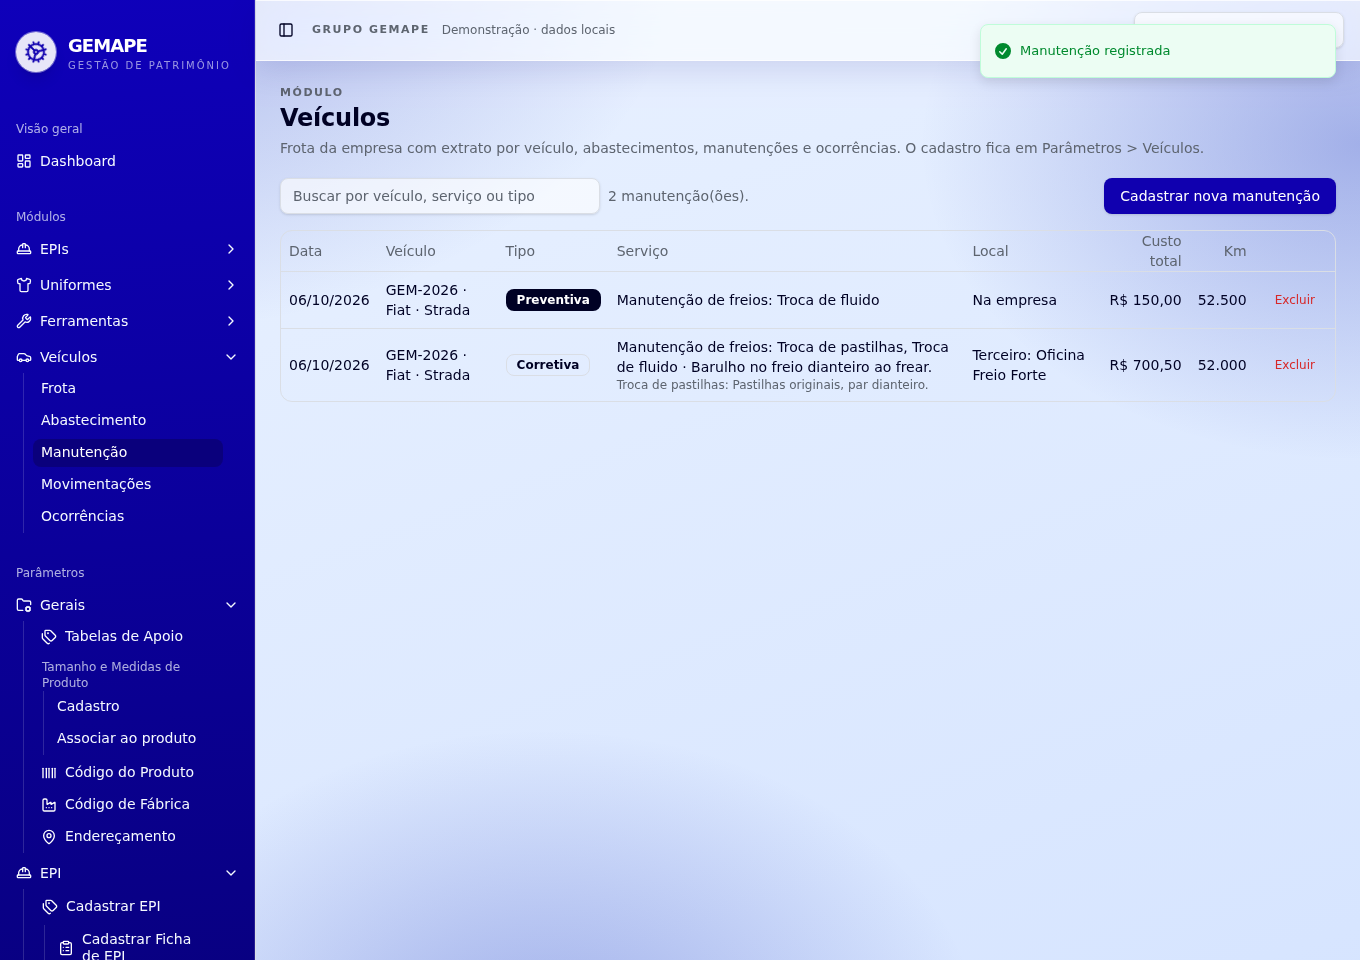 GEMAPE
GESTÃO DE PATRIMÔNIO
Visão geral
Dashboard
Módulos
EPIs
Uniformes
Ferramentas
Veículos
Frota
Abastecimento
Manutenção
Movimentações
Ocorrências
Parâmetros
Gerais
Tabelas de Apoio
Tamanho e Medidas de
Produto
Cadastro
Associar ao produto
Código do Produto
Código de Fábrica
Endereçamento
EPI
Cadastrar EPI
Cadastrar Ficha
de EPI
GRUPO GEMAPE Demonstração · dados locais
Manutenção registrada
MÓDULO
Veículos
Frota da empresa com extrato por veículo, abastecimentos, manutenções e ocorrências. O cadastro fica em Parâmetros > Veículos.
Buscar por veículo, serviço ou tipo 2 manutenção(ões). Cadastrar nova manutenção
Data Veículo Tipo Serviço Local Custo total Km
06/10/2026 GEM-2026 · Fiat · Strada Preventiva Manutenção de freios: Troca de fluido Na empresa R$ 150,00 52.500 Excluir
06/10/2026 GEM-2026 · Fiat · Strada Corretiva Manutenção de freios: Troca de pastilhas, Troca
de fluido · Barulho no freio dianteiro ao frear.
Troca de pastilhas: Pastilhas originais, par dianteiro.
Terceiro: Oficina
Freio Forte
R$ 700,50 52.000 Excluir